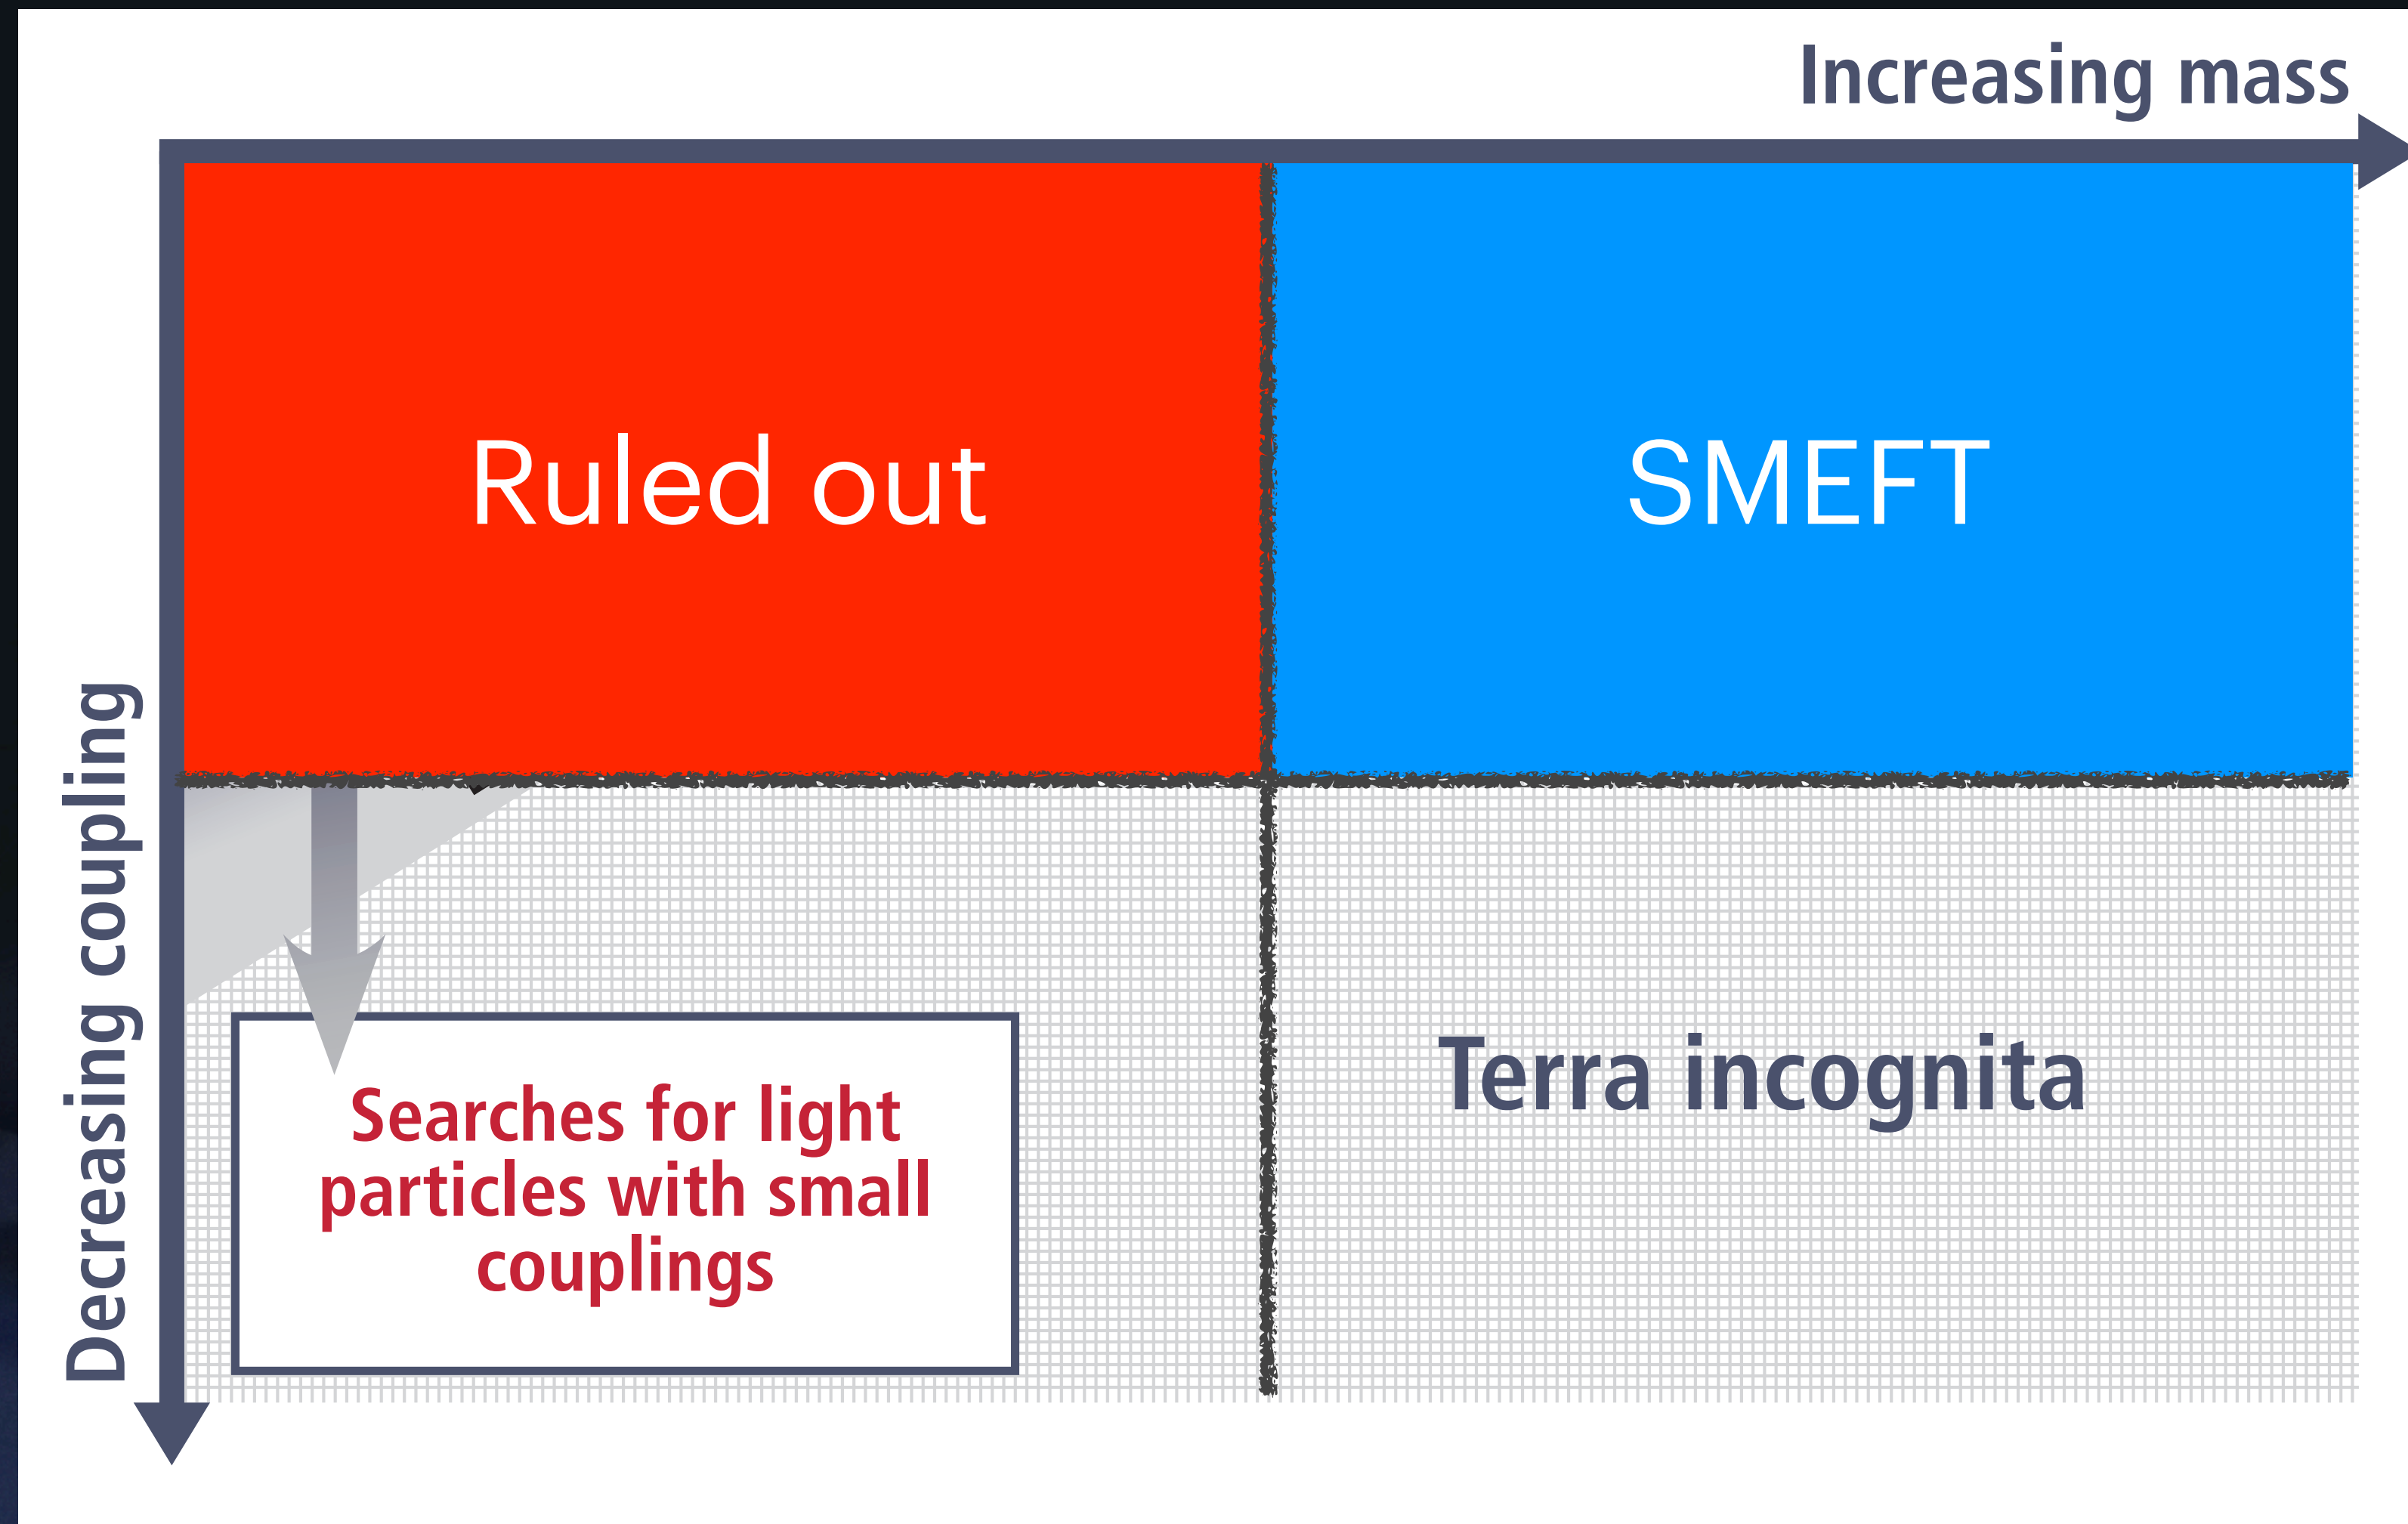 Increasing mass
Ruled out
SMEFT
Decreasing coupling
Terra incognita
Searches for light
particles with small
couplings